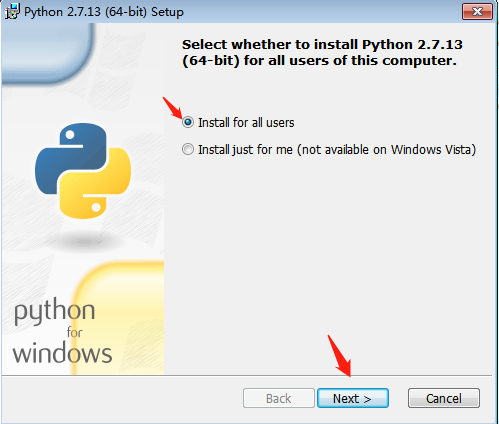 Python 2.7.13 (64-bit) Setup
Select whether to install Python 2.7.13
(64-bit) for all users of this computer.
Install for all users
Install just for me (not available on Windows Vista)
python
for
windows
Back
Next >
Cancel